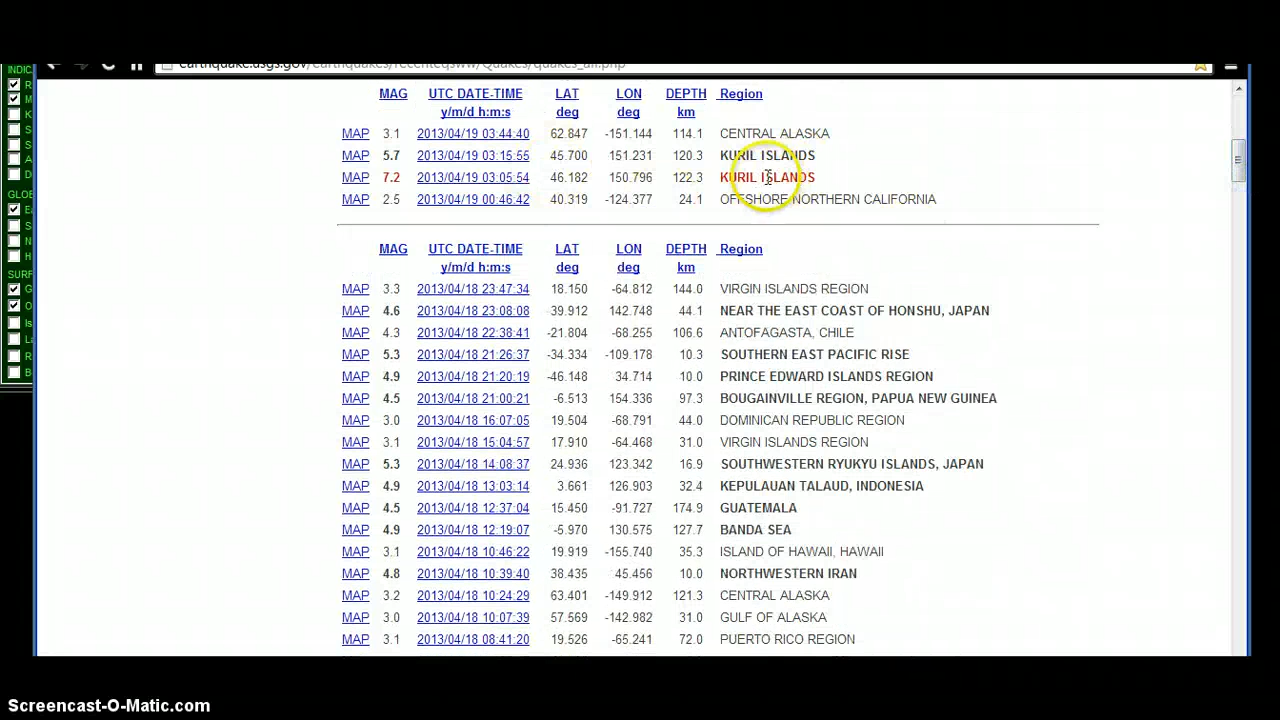 earthquake.usgs.gov/earthquakes/recenteqsww/Quakes/quakes_all.php
INDIC
R
M
K
S
A
D
GLOB
Ea
S
N
H
SURF
G
O
Is
La
R
B
MAG UTC DATE-TIME LAT LON DEPTH Region
y/m/d h:m:s deg deg km
MAP 3.1 2013/04/19 03:44:40 62.847 -151.144 114.1 CENTRAL ALASKA
MAP 5.7 2013/04/19 03:15:55 45.700 151.231 120.3 KURIL ISLANDS
MAP 7.2 2013/04/19 03:05:54 46.182 150.796 122.3 KURIL ISLANDS
MAP 2.5 2013/04/19 00:46:42 40.319 -124.377 24.1 OFFSHORE NORTHERN CALIFORNIA
MAG UTC DATE-TIME LAT LON DEPTH Region
y/m/d h:m:s deg deg km
MAP 3.3 2013/04/18 23:47:34 18.150 -64.812 144.0 VIRGIN ISLANDS REGION
MAP 4.6 2013/04/18 23:08:08 39.912 142.748 44.1 NEAR THE EAST COAST OF HONSHU, JAPAN
MAP 4.3 2013/04/18 22:38:41 -21.804 -68.255 106.6 ANTOFAGASTA, CHILE
MAP 5.3 2013/04/18 21:26:37 -34.334 -109.178 10.3 SOUTHERN EAST PACIFIC RISE
MAP 4.9 2013/04/18 21:20:19 -46.148 34.714 10.0 PRINCE EDWARD ISLANDS REGION
MAP 4.5 2013/04/18 21:00:21 -6.513 154.336 97.3 BOUGAINVILLE REGION, PAPUA NEW GUINEA
MAP 3.0 2013/04/18 16:07:05 19.504 -68.791 44.0 DOMINICAN REPUBLIC REGION
MAP 3.1 2013/04/18 15:04:57 17.910 -64.468 31.0 VIRGIN ISLANDS REGION
MAP 5.3 2013/04/18 14:08:37 24.936 123.342 16.9 SOUTHWESTERN RYUKYU ISLANDS, JAPAN
MAP 4.9 2013/04/18 13:03:14 3.661 126.903 32.4 KEPULAUAN TALAUD, INDONESIA
MAP 4.5 2013/04/18 12:37:04 15.450 -91.727 174.9 GUATEMALA
MAP 4.9 2013/04/18 12:19:07 -5.970 130.575 127.7 BANDA SEA
MAP 3.1 2013/04/18 10:46:22 19.919 -155.740 35.3 ISLAND OF HAWAII, HAWAII
MAP 4.8 2013/04/18 10:39:40 38.435 45.456 10.0 NORTHWESTERN IRAN
MAP 3.2 2013/04/18 10:24:29 63.401 -149.912 121.3 CENTRAL ALASKA
MAP 3.0 2013/04/18 10:07:39 57.569 -142.982 31.0 GULF OF ALASKA
MAP 3.1 2013/04/18 08:41:20 19.526 -65.241 72.0 PUERTO RICO REGION
Screencast-O-Matic.com